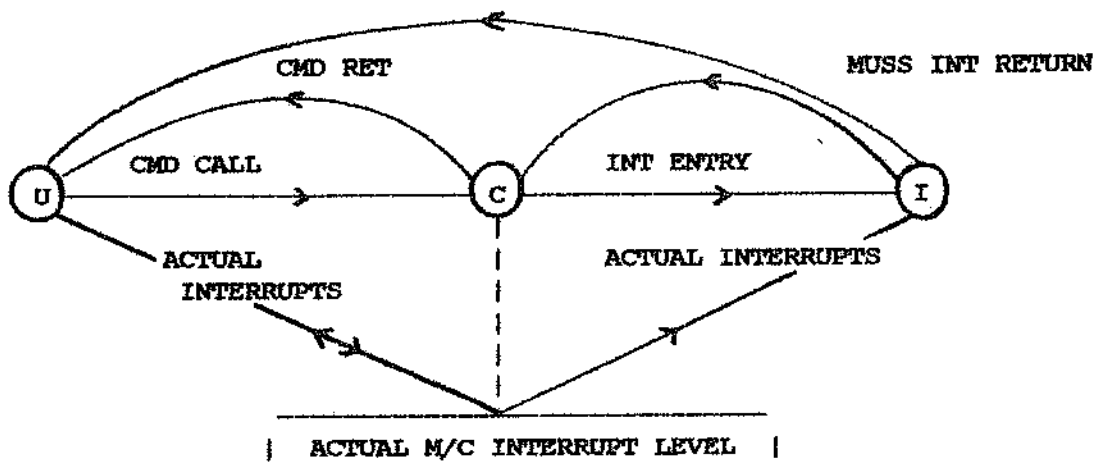 CMD RET
MUSS INT RETURN
CMD CALL
INT ENTRY
U
C
I
ACTUAL
INTERRUPTS
ACTUAL INTERRUPTS
| ACTUAL M/C INTERRUPT LEVEL |